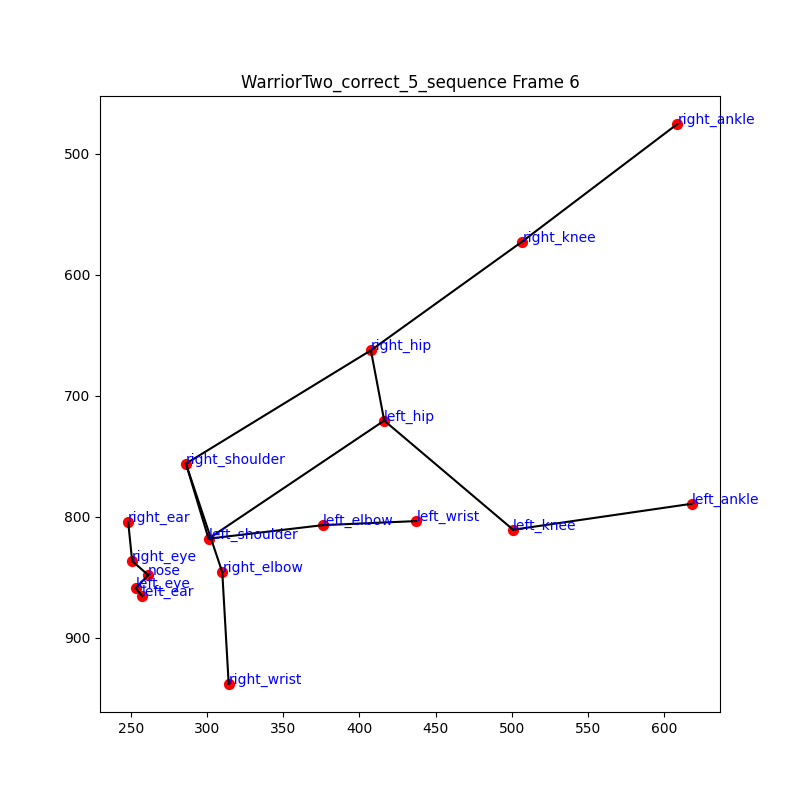 WarriorTwo_correct_5_sequence Frame 6
right_ankle
500
right_knee
600
right_hip
700
left_hip
right_shoulder
left_ankle
800
right_ear
left_elbow
left_wrist
left_knee
left_shoulder
right_eye
right_elbow
nose
left_eye
left_ear
900
right_wrist
250 300 350 400 450 500 550 600